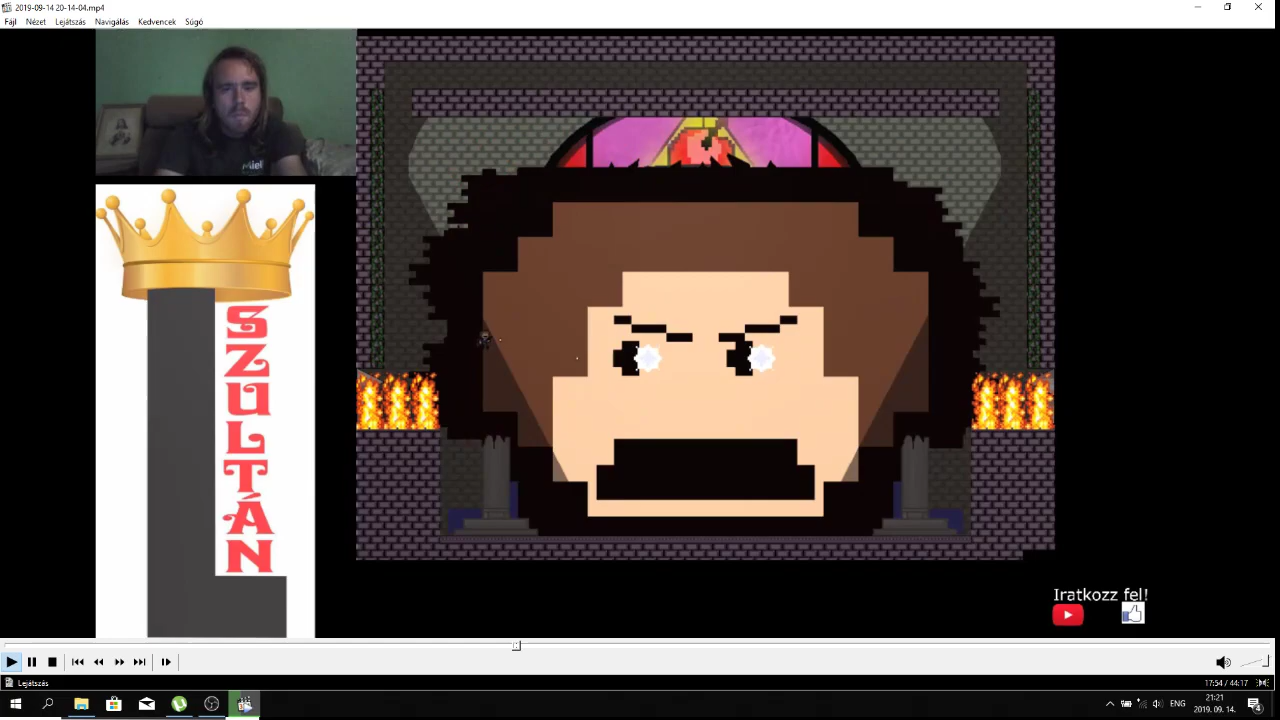 2019-09-14 20-14-04.mp4
Fájl Nézet Lejátszás Navigálás Kedvencek Súgó
SZULTÁN
Iratkozz fel!
Lejátszás
17:54 / 44:17
ENG
21:21
2019. 09. 14.
4